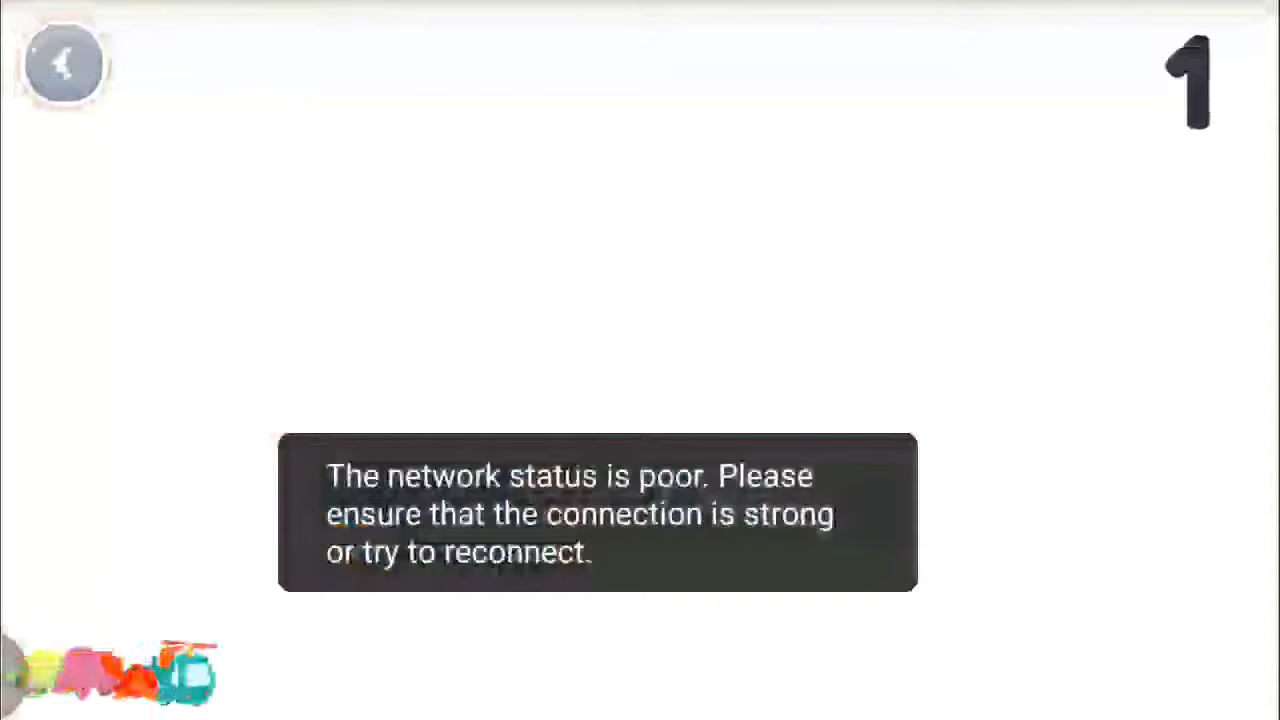 1
The network status is poor. Please
ensure that the connection is strong
or try to reconnect.